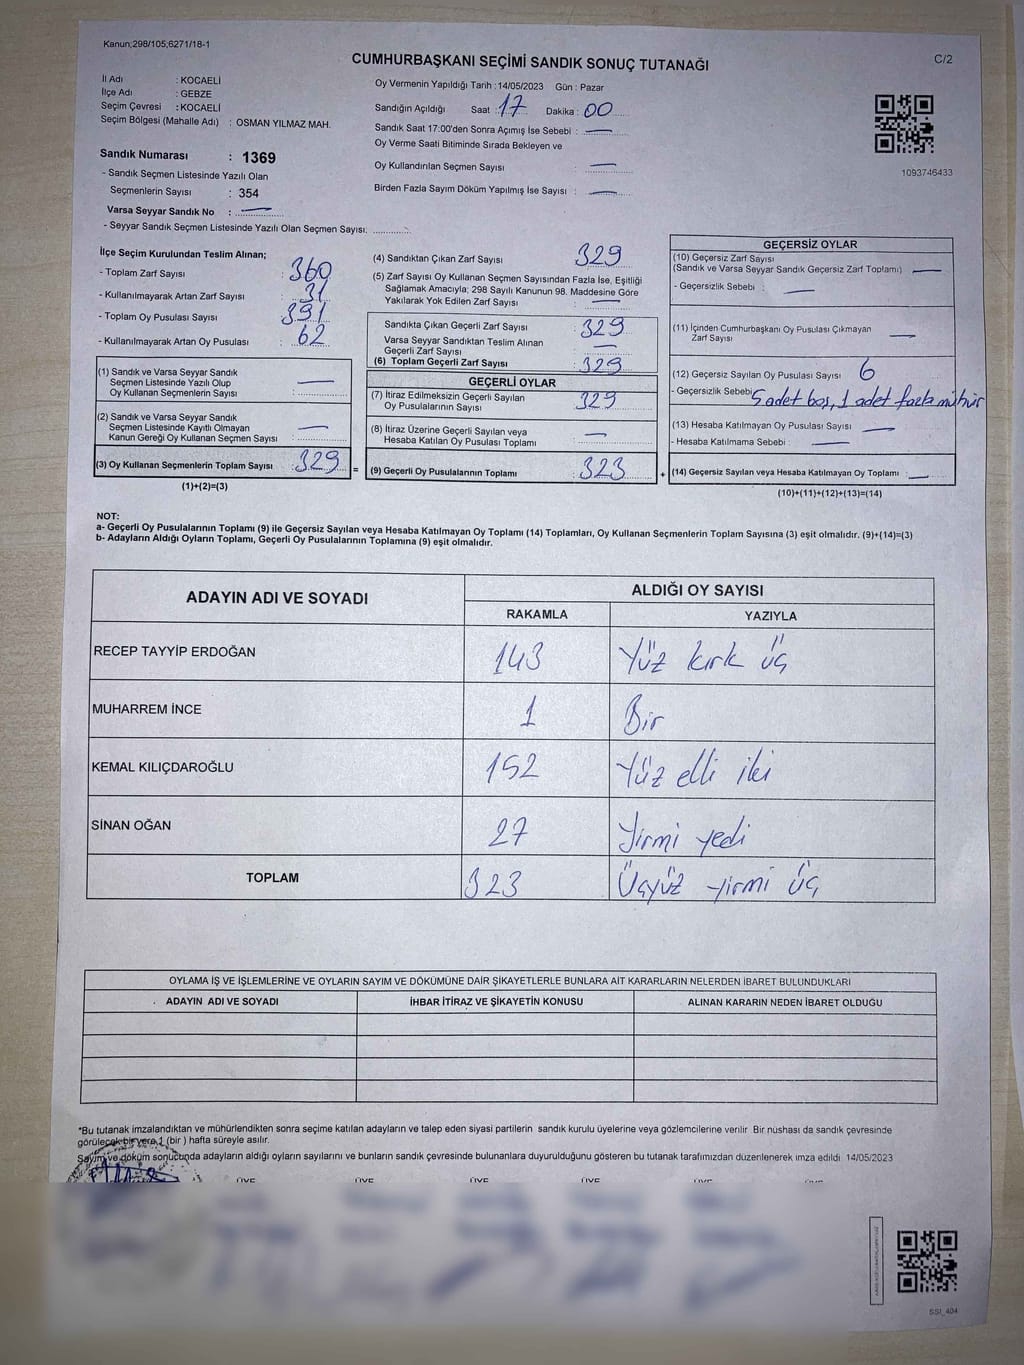 Kanun;298/105;6271/18-1
CUMHURBAŞKANI SEÇİMİ SANDIK SONUÇ TUTANAĞI
C/2
İl Adı : KOCAELİ
İlçe Adı : GEBZE
Seçim Çevresi : KOCAELİ
Seçim Bölgesi (Mahalle Adı) : OSMAN YILMAZ MAH.
Sandık Numarası : 1369
- Sandık Seçmen Listesinde Yazılı Olan
Seçmenlerin Sayısı : 354
Varsa Seyyar Sandık No : —
- Seyyar Sandık Seçmen Listesinde Yazılı Olan Seçmen Sayısı:
Oy Vermenin Yapıldığı Tarih : 14/05/2023 Gün : Pazar
Sandığın Açıldığı Saat : 17 Dakika : 00
Sandık Saat 17:00'den Sonra Açımış İse Sebebi : —
Oy Verme Saati Bitiminde Sırada Bekleyen ve
Oy Kullandırılan Seçmen Sayısı : —
Birden Fazla Sayım Döküm Yapılmış İse Sayısı : —
1093746433
İlçe Seçim Kurulundan Teslim Alınan;
- Toplam Zarf Sayısı : 360
- Kullanılmayarak Artan Zarf Sayısı : 31
- Toplam Oy Pusulası Sayısı : 391
- Kullanılmayarak Artan Oy Pusulası : 62
(1) Sandık ve Varsa Seyyar Sandık
Seçmen Listesinde Yazılı Olup
Oy Kullanan Seçmenlerin Sayısı : —
(2) Sandık ve Varsa Seyyar Sandık
Seçmen Listesinde Kayıtlı Olmayan
Kanun Gereği Oy Kullanan Seçmen Sayısı : —
(3) Oy Kullanan Seçmenlerin Toplam Sayısı : 329 =
(1)+(2)=(3)
(4) Sandıktan Çıkan Zarf Sayısı : 329
(5) Zarf Sayısı Oy Kullanan Seçmen Sayısından Fazla İse, Eşitliği
Sağlamak Amacıyla; 298 Sayılı Kanunun 98. Maddesine Göre
Yakılarak Yok Edilen Zarf Sayısı : —
Sandıkta Çıkan Geçerli Zarf Sayısı : 329
Varsa Seyyar Sandıktan Teslim Alınan
Geçerli Zarf Sayısı : —
(6) Toplam Geçerli Zarf Sayısı : 329
GEÇERLİ OYLAR
(7) İtiraz Edilmeksizin Geçerli Sayılan
Oy Pusulalarının Sayısı : 329
(8) İtiraz Üzerine Geçerli Sayılan veya
Hesaba Katılan Oy Pusulası Toplamı : —
(9) Geçerli Oy Pusulalarının Toplamı : 323 +
GEÇERSİZ OYLAR
(10) Geçersiz Zarf Sayısı
(Sandık ve Varsa Seyyar Sandık Geçersiz Zarf Toplamı) —
- Geçersizlik Sebebi : —
(11) İçinden Cumhurbaşkanı Oy Pusulası Çıkmayan
Zarf Sayısı : —
(12) Geçersiz Sayılan Oy Pusulası Sayısı : 6
- Geçersizlik Sebebi : 5 adet boş, 1 adet fazla mühür
(13) Hesaba Katılmayan Oy Sayısı : —
- Hesaba Katılmama Sebebi : —
(14) Geçersiz Sayılan veya Hesaba Katılmayan Oy Toplamı : —
(10)+(11)+(12)+(13)=(14)
NOT:
a- Geçerli Oy Pusulalarının Toplamı (9) ile Geçersiz Sayılan veya Hesaba Katılmayan Oy Toplamı (14) Toplamları, Oy Kullanan Seçmenlerin Toplam Sayısına (3) eşit olmalıdır. (9)+(14)=(3)
b- Adayların Aldığı Oyların Toplamı, Geçerli Oy Pusulalarının Toplamına (9) eşit olmalıdır.
ADAYIN ADI VE SOYADI ALDIĞI OY SAYISI
RAKAMLA YAZIYLA
RECEP TAYYİP ERDOĞAN 143 Yüz kırk üç
MUHARREM İNCE 1 Bir
KEMAL KILIÇDAROĞLU 152 Yüz elli iki
SİNAN OĞAN 27 Yirmi yedi
TOPLAM 323 Üçyüz yirmi üç
OYLAMA İŞ VE İŞLEMLERİNE VE OYLARIN SAYIM VE DÖKÜMÜNE DAİR ŞİKAYETLERLE BUNLARA AİT KARARLARIN NELERDEN İBARET BULUNDUKLARI
ADAYIN ADI VE SOYADI İHBAR İTİRAZ VE ŞİKAYETİN KONUSU ALINAN KARARIN NEDEN İBARET OLDUĞU
*Bu tutanak imzalandıktan ve mühürlendikten sonra seçime katılan adayların ve talep eden siyasi partilerin sandık kurulu üyelerine veya gözlemcilerine verilir. Bir nüshası da sandık çevresinde
görülecek bir yere 1 (bir ) hafta süreyle asılır.
Sayım ve döküm sonucunda adayların aldığı oyların sayılarını ve bunların sandık çevresinde bulunanlara duyurulduğunu gösteren bu tutanak tarafımızdan düzenlenerek imza edildi. 14/05/2023
ÜYE ÜYE ÜYE ÜYE ÜYE
SSI_404